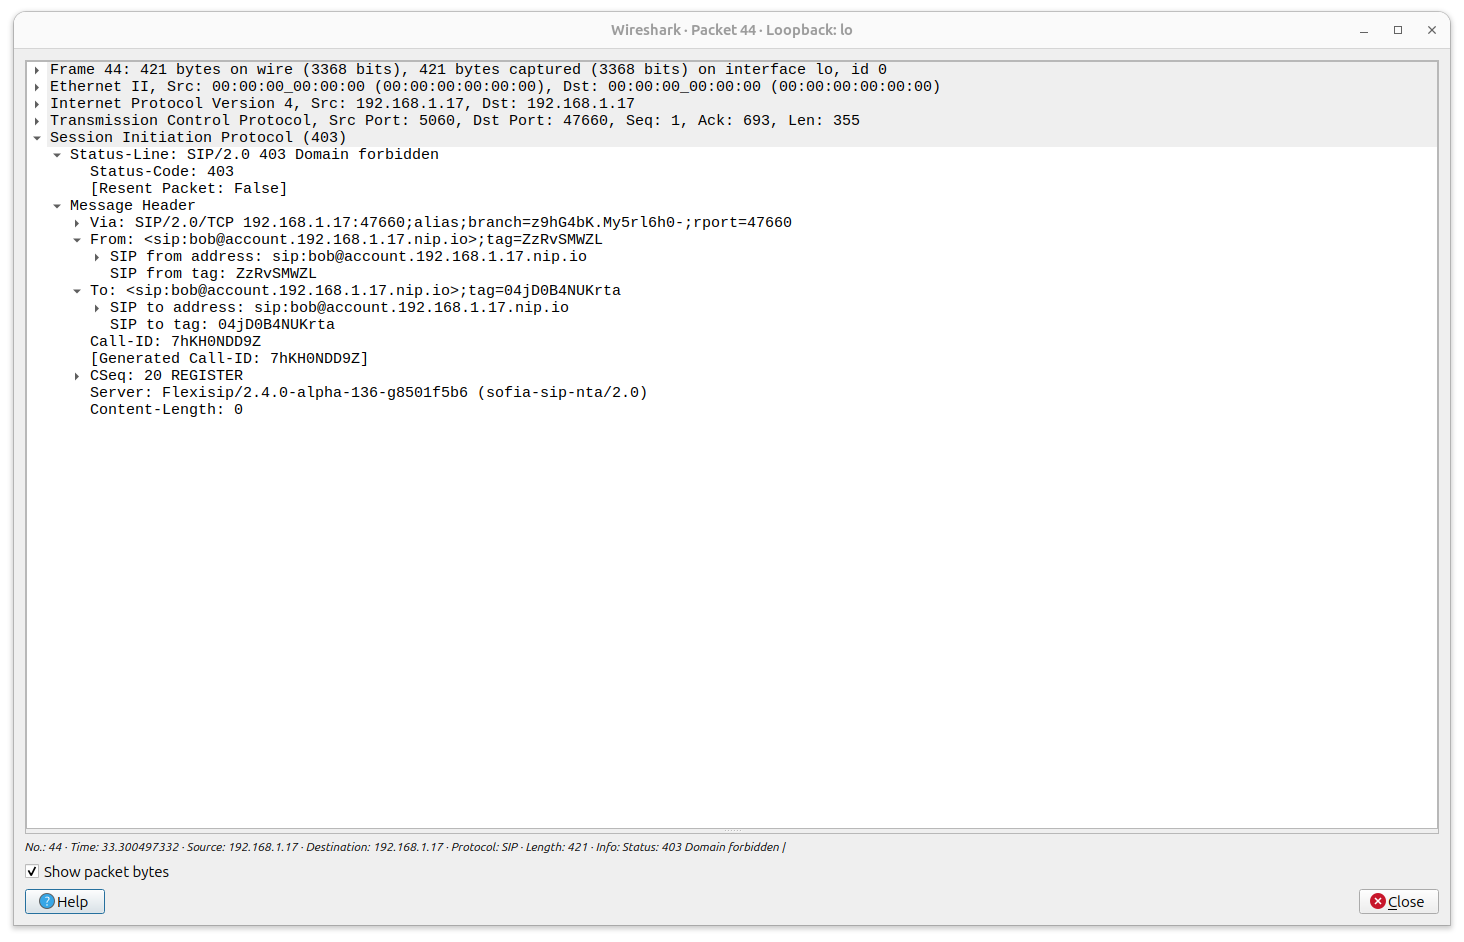 Wireshark · Packet 44 · Loopback: lo
Frame 44: 421 bytes on wire (3368 bits), 421 bytes captured (3368 bits) on interface lo, id 0
Ethernet II, Src: 00:00:00_00:00:00 (00:00:00:00:00:00), Dst: 00:00:00_00:00:00 (00:00:00:00:00:00)
Internet Protocol Version 4, Src: 192.168.1.17, Dst: 192.168.1.17
Transmission Control Protocol, Src Port: 5060, Dst Port: 47660, Seq: 1, Ack: 693, Len: 355
Session Initiation Protocol (403)
Status-Line: SIP/2.0 403 Domain forbidden
Status-Code: 403
[Resent Packet: False]
Message Header
Via: SIP/2.0/TCP 192.168.1.17:47660;alias;branch=z9hG4bK.My5rl6h0-;rport=47660
From: <sip:bob@account.192.168.1.17.nip.io>;tag=ZzRvSMWZL
SIP from address: sip:bob@account.192.168.1.17.nip.io
SIP from tag: ZzRvSMWZL
To: <sip:bob@account.192.168.1.17.nip.io>;tag=04jD0B4NUKrta
SIP to address: sip:bob@account.192.168.1.17.nip.io
SIP to tag: 04jD0B4NUKrta
Call-ID: 7hKH0NDD9Z
[Generated Call-ID: 7hKH0NDD9Z]
CSeq: 20 REGISTER
Server: Flexisip/2.4.0-alpha-136-g8501f5b6 (sofia-sip-nta/2.0)
Content-Length: 0
No.: 44 · Time: 33.300497332 · Source: 192.168.1.17 · Destination: 192.168.1.17 · Protocol: SIP · Length: 421 · Info: Status: 403 Domain forbidden |
Show packet bytes
Help
Close